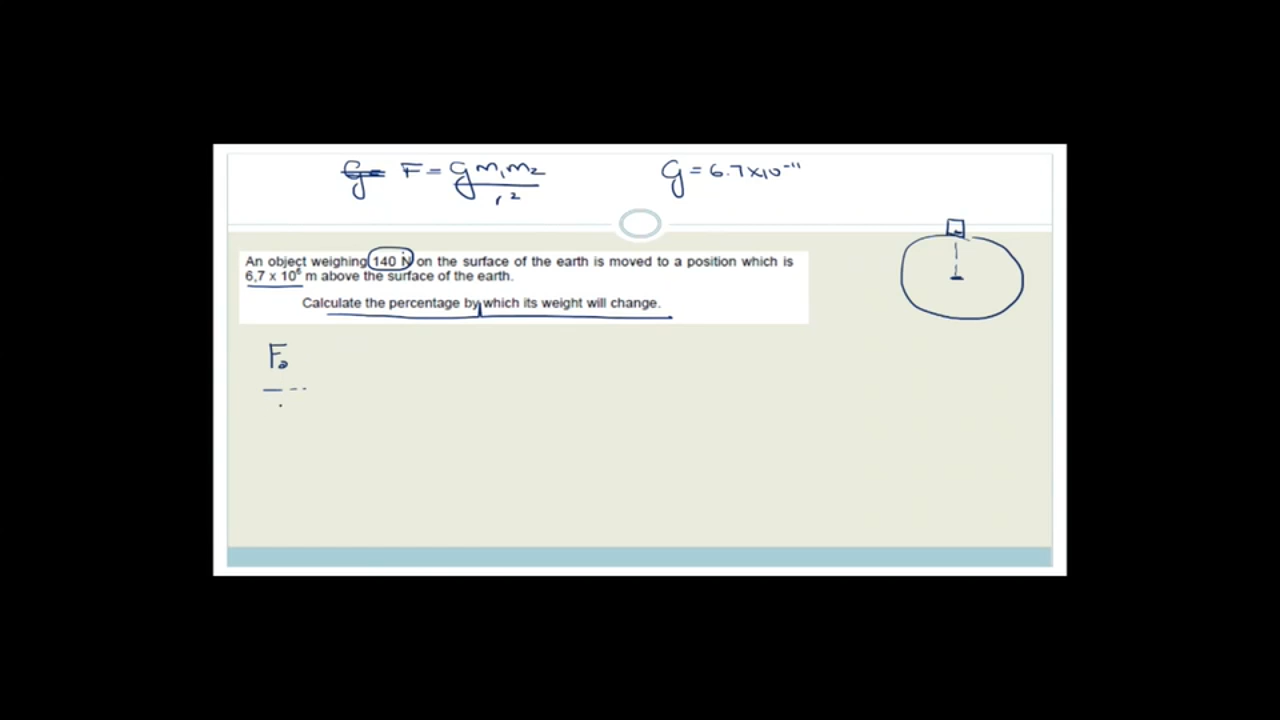 G= F = G m₁m₂ / r²
G = 6.7×10⁻¹¹
An object weighing 140 N on the surface of the earth is moved to a position which is
6,7 x 10⁶ m above the surface of the earth.
Calculate the percentage by which its weight will change.
F₂